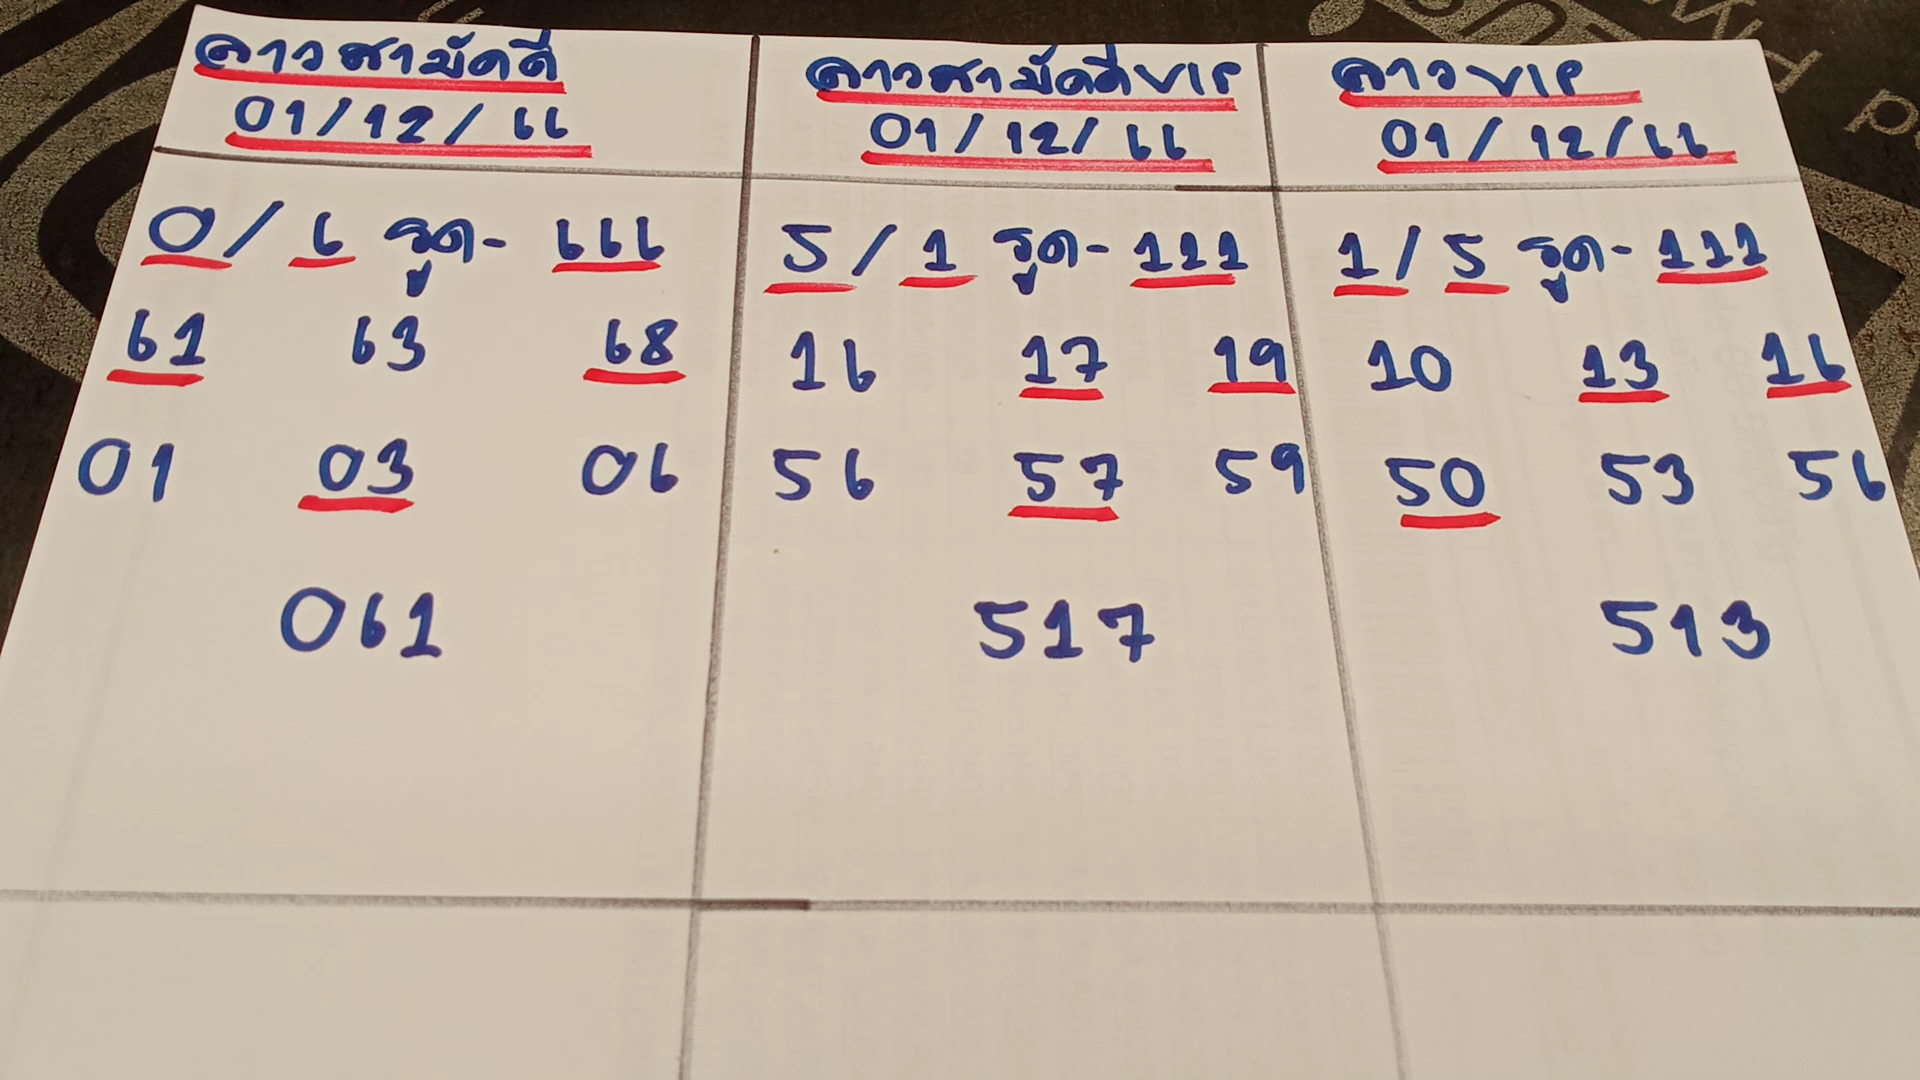 ลาวสามัคคี
01/12/66
0/6 รูด- 666
61 63 68
01 03 06
061
ลาวสามัคคีVIP
01/12/66
5/1 รูด- 111
16 17 19
56 57 59
517
ลาวVIP
01/12/66
1/5 รูด- 111
10 13 16
50 53 56
513